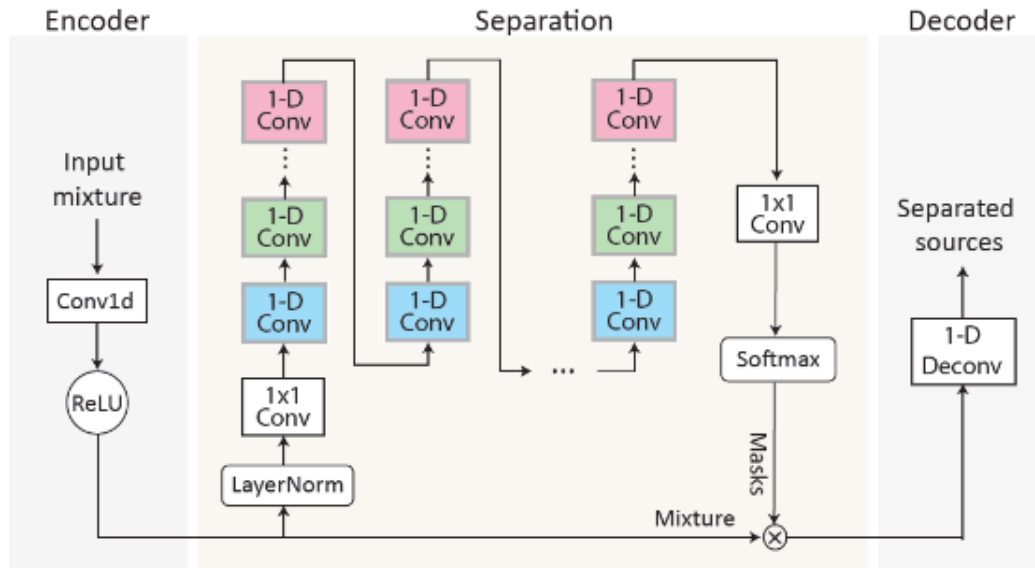 Encoder
Separation
Decoder
Input
mixture
Conv1d
ReLU
LayerNorm
1x1
Conv
1-D
Conv
1-D
Conv
1-D
Conv
1-D
Conv
1-D
Conv
1-D
Conv
...
1-D
Conv
1-D
Conv
1-D
Conv
1x1
Conv
Softmax
Masks
Mixture
1-D
Deconv
Separated
sources